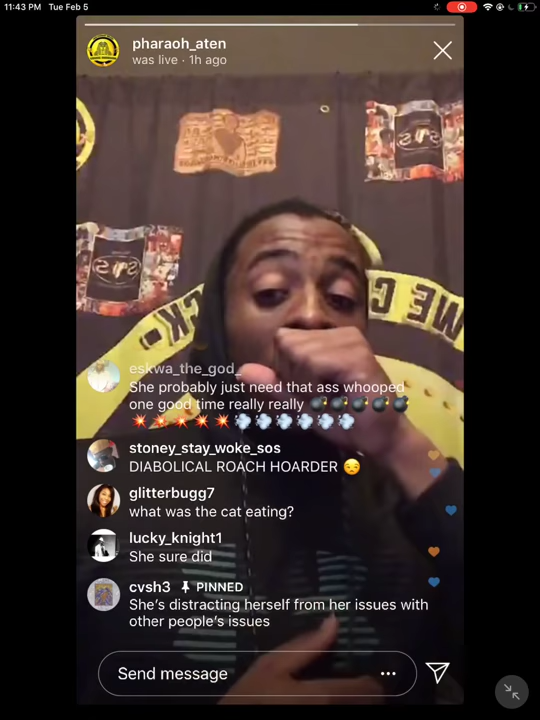 11:43 PM Tue Feb 5
pharaoh_aten
was live · 1h ago
eskwa_the_god_
She probably just need that ass whooped
one good time really really 💣💣💣💣💣
💥💥💥💥💥💨💨💨💨💨💨
stoney_stay_woke_sos
DIABOLICAL ROACH HOARDER 😒
glitterbugg7
what was the cat eating?
lucky_knight1
She sure did
cvsh3 📌 PINNED
She's distracting herself from her issues with
other people's issues
Send message